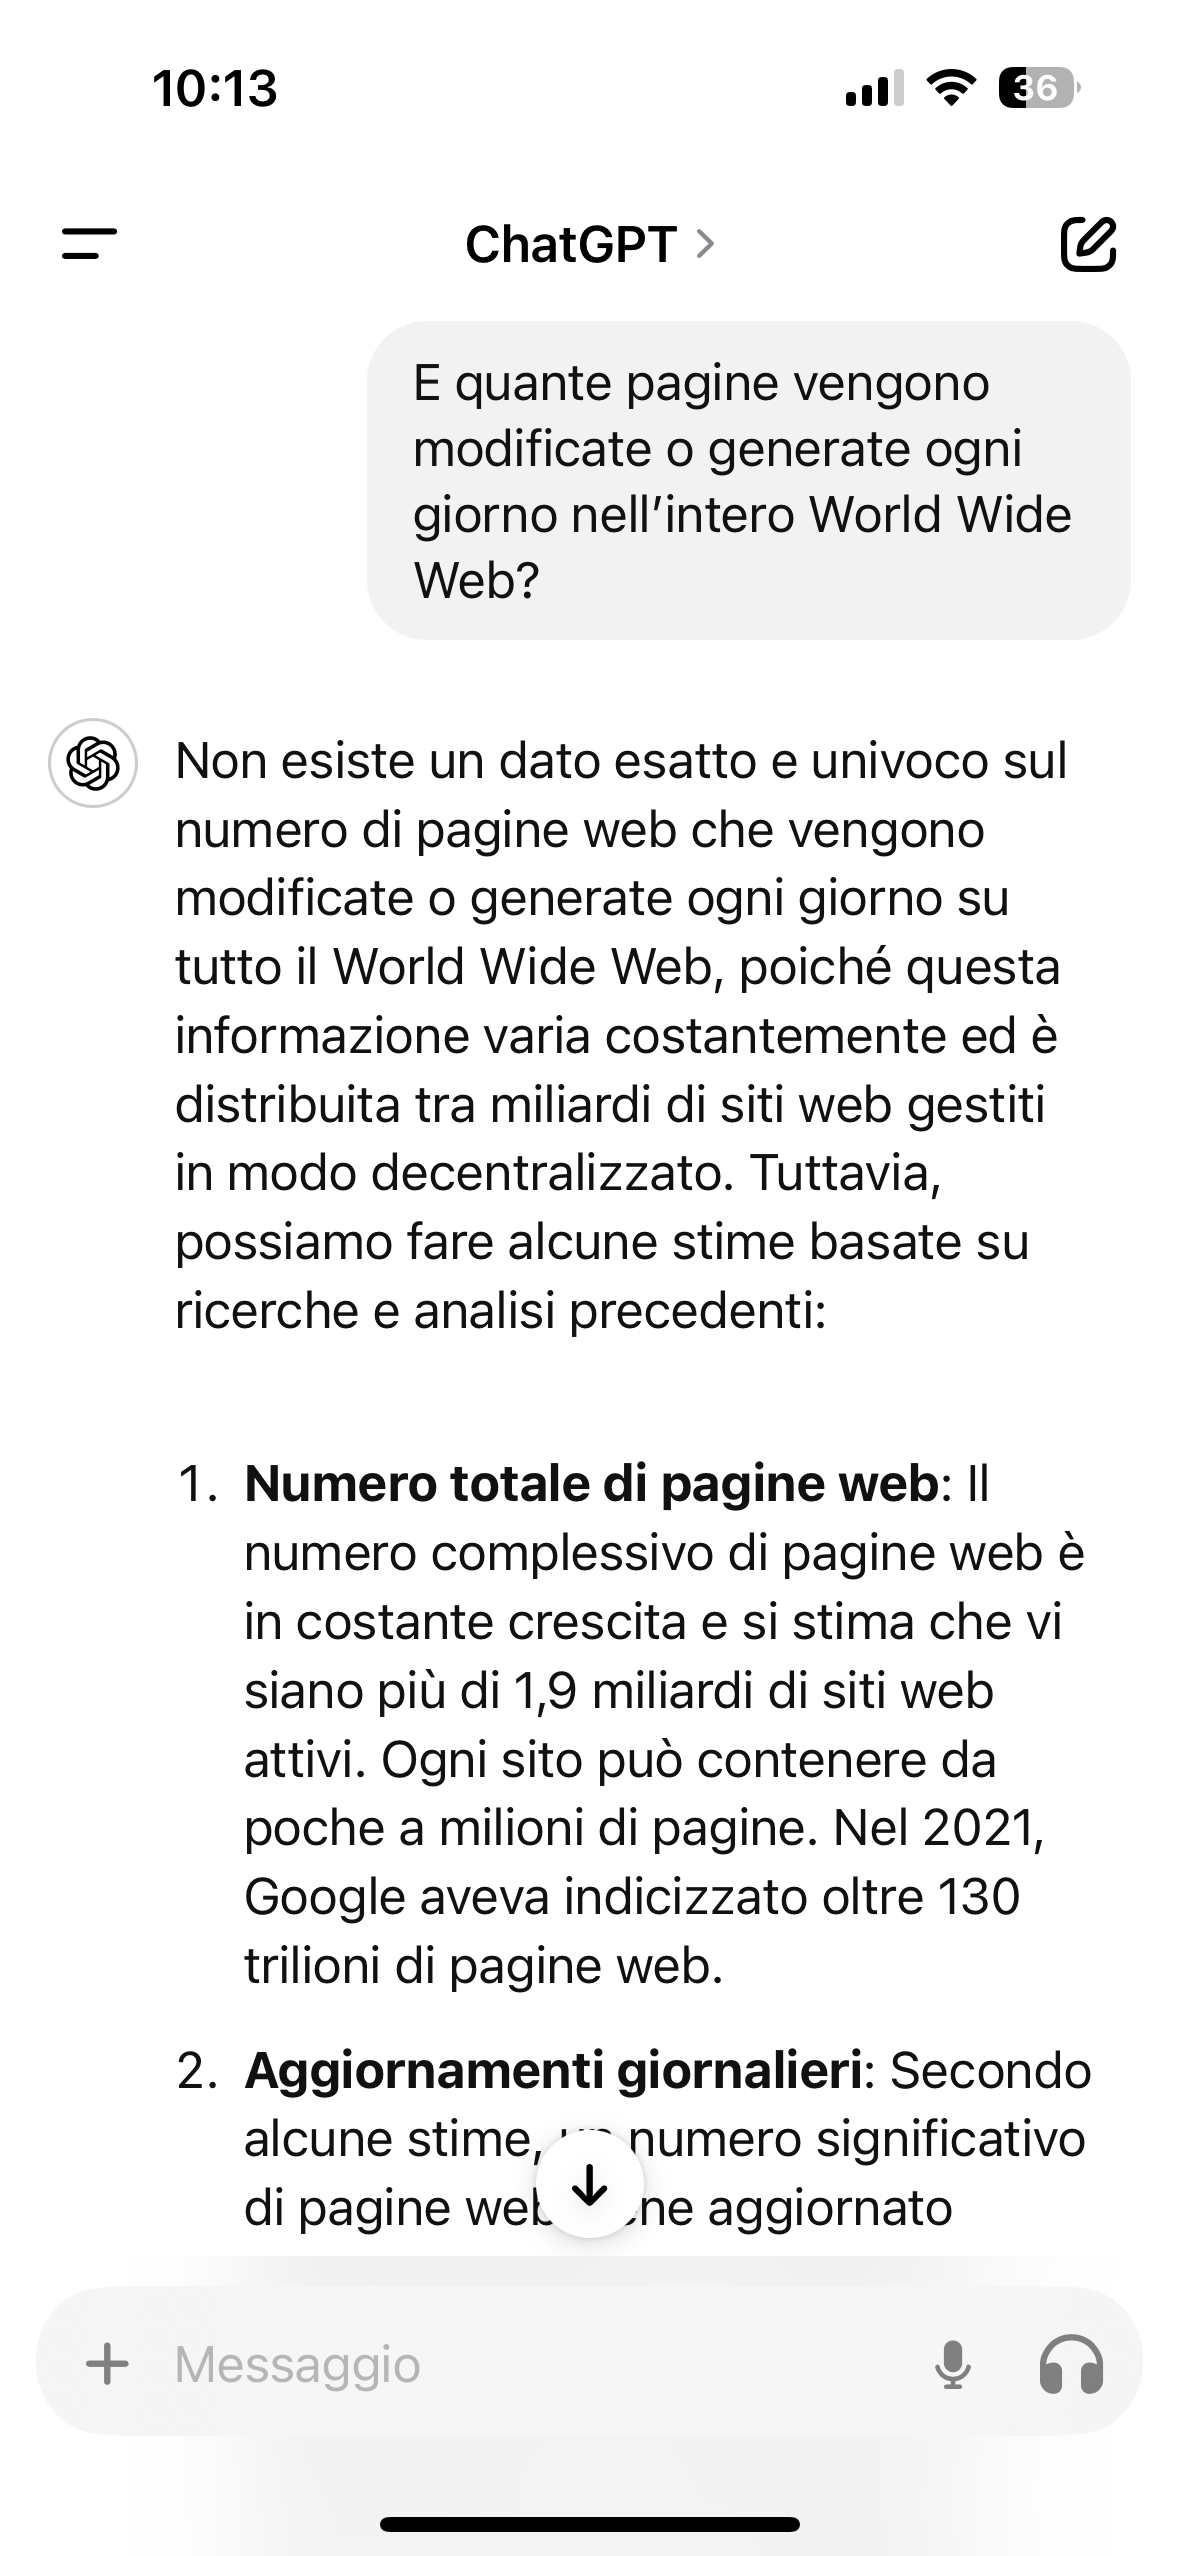 10:13
36
ChatGPT
E quante pagine vengono
modificate o generate ogni
giorno nell’intero World Wide
Web?
Non esiste un dato esatto e univoco sul
numero di pagine web che vengono
modificate o generate ogni giorno su
tutto il World Wide Web, poiché questa
informazione varia costantemente ed è
distribuita tra miliardi di siti web gestiti
in modo decentralizzato. Tuttavia,
possiamo fare alcune stime basate su
ricerche e analisi precedenti:
1. Numero totale di pagine web: Il
numero complessivo di pagine web è
in costante crescita e si stima che vi
siano più di 1,9 miliardi di siti web
attivi. Ogni sito può contenere da
poche a milioni di pagine. Nel 2021,
Google aveva indicizzato oltre 130
trilioni di pagine web.
2. Aggiornamenti giornalieri: Secondo
alcune stime, numero significativo
di pagine web aggiornato
Messaggio